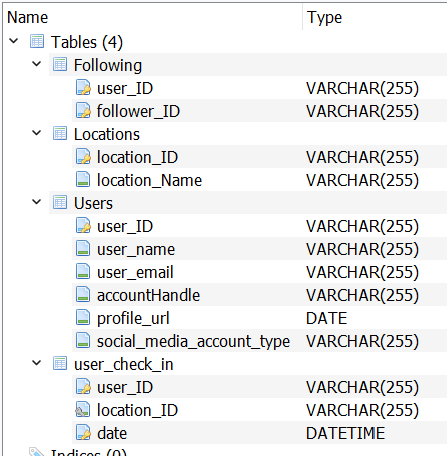 Name Type
Tables (4)
Following
user_ID VARCHAR(255)
follower_ID VARCHAR(255)
Locations
location_ID VARCHAR(255)
location_Name VARCHAR(255)
Users
user_ID VARCHAR(255)
user_name VARCHAR(255)
user_email VARCHAR(255)
accountHandle VARCHAR(255)
profile_url DATE
social_media_account_type VARCHAR(255)
user_check_in
user_ID VARCHAR(255)
location_ID VARCHAR(255)
date DATETIME
Indices (0)